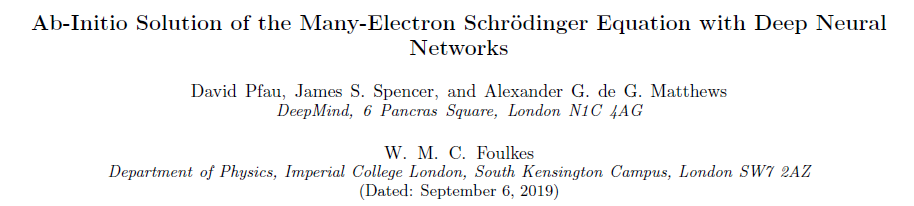 Ab-Initio Solution of the Many-Electron Schrödinger Equation with Deep Neural
Networks
David Pfau, James S. Spencer, and Alexander G. de G. Matthews
DeepMind, 6 Pancras Square, London N1C 4AG
W. M. C. Foulkes
Department of Physics, Imperial College London, South Kensington Campus, London SW7 2AZ
(Dated: September 6, 2019)